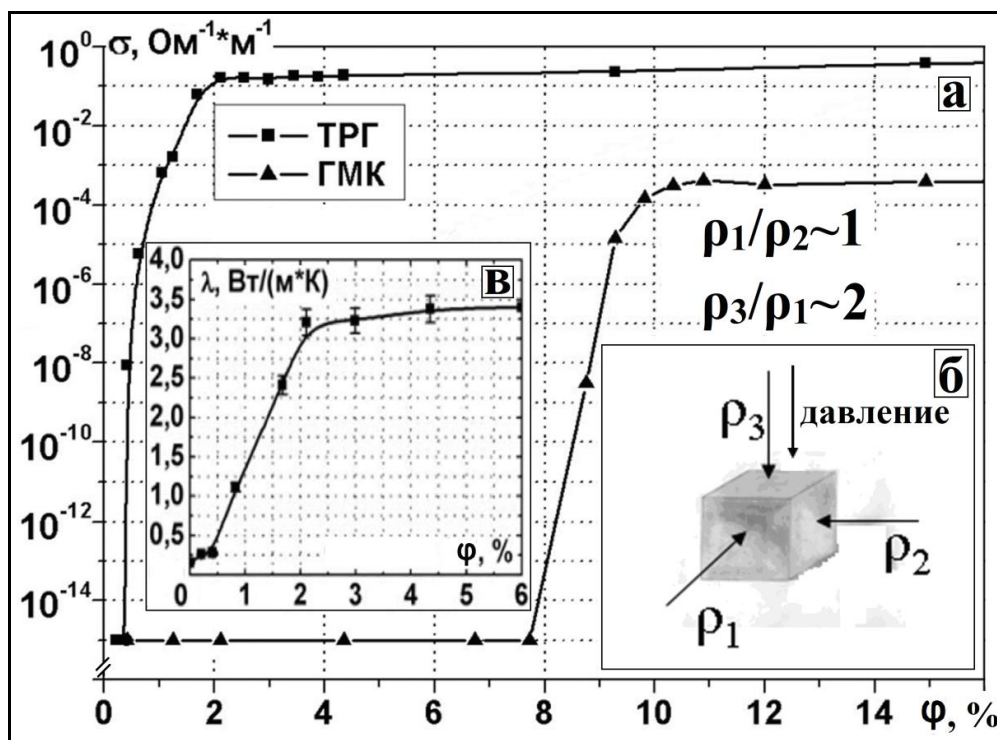 σ, Ом⁻¹*м⁻¹
а
10⁰
10⁻²
10⁻⁴
10⁻⁶
10⁻⁸
10⁻¹⁰
10⁻¹²
10⁻¹⁴
ТРГ
ГМК
ρ₁/ρ₂~1
ρ₃/ρ₁~2
в
λ, Вт/(м*К)
4,0
3,5
3,0
2,5
3,0
1,5
1,0
0,5
φ, %
0 1 2 3 4 5 6
б
давление
ρ₃
ρ₂
ρ₁
0 2 4 6 8 10 12 14
φ, %